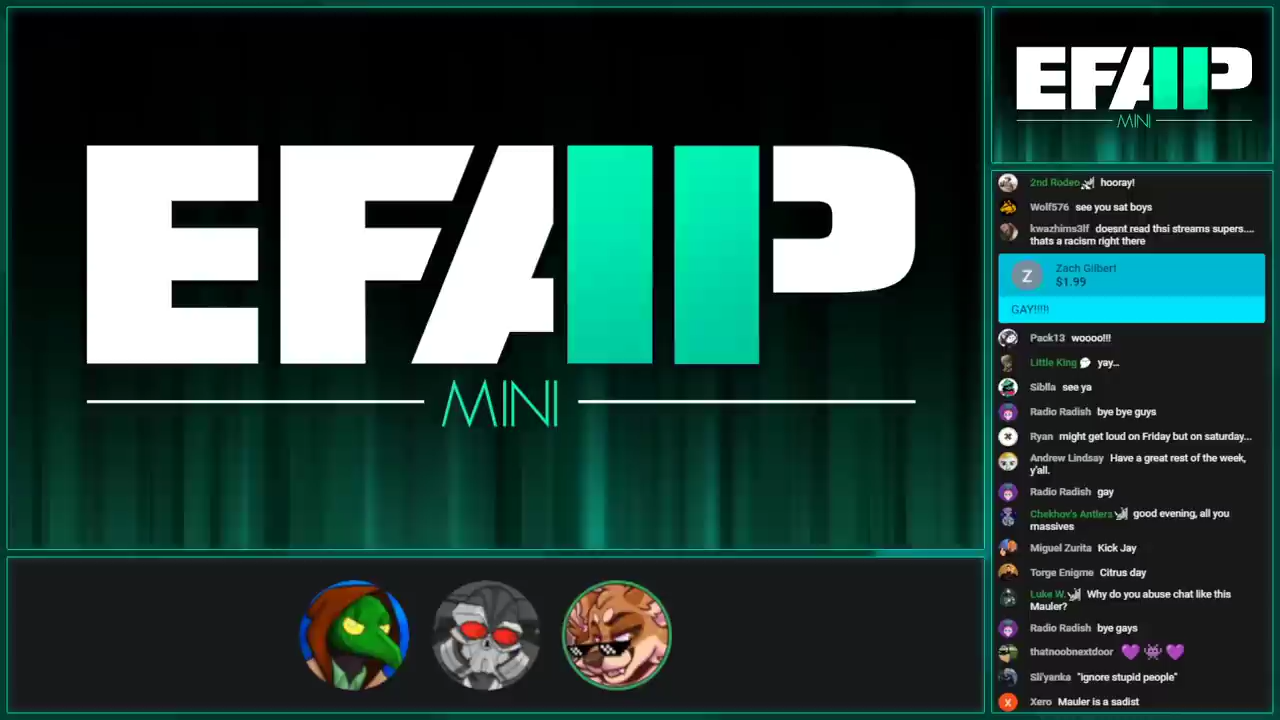 EFAP
MINI
EFAP
MINI
2nd Rodeo hooray!
Wolf576 see you sat boys
kwazhims3lf doesnt read thsi streams supers....
thats a racism right there
Z
Zach Gilbert
$1.99
GAY!!!!!
Pack13 woooo!!!
Little King yay...
Siblla see ya
Radio Radish bye bye guys
Ryan might get loud on Friday but on saturday...
Andrew Lindsay Have a great rest of the week,
y'all.
Radio Radish gay
Chekhov's Antlers good evening, all you
massives
Miguel Zurita Kick Jay
Torge Enigme Citrus day
Luke W. Why do you abuse chat like this
Mauler?
Radio Radish bye gays
thatnoobnextdoor
Sli'yanka "ignore stupid people"
X Xero Mauler is a sadist